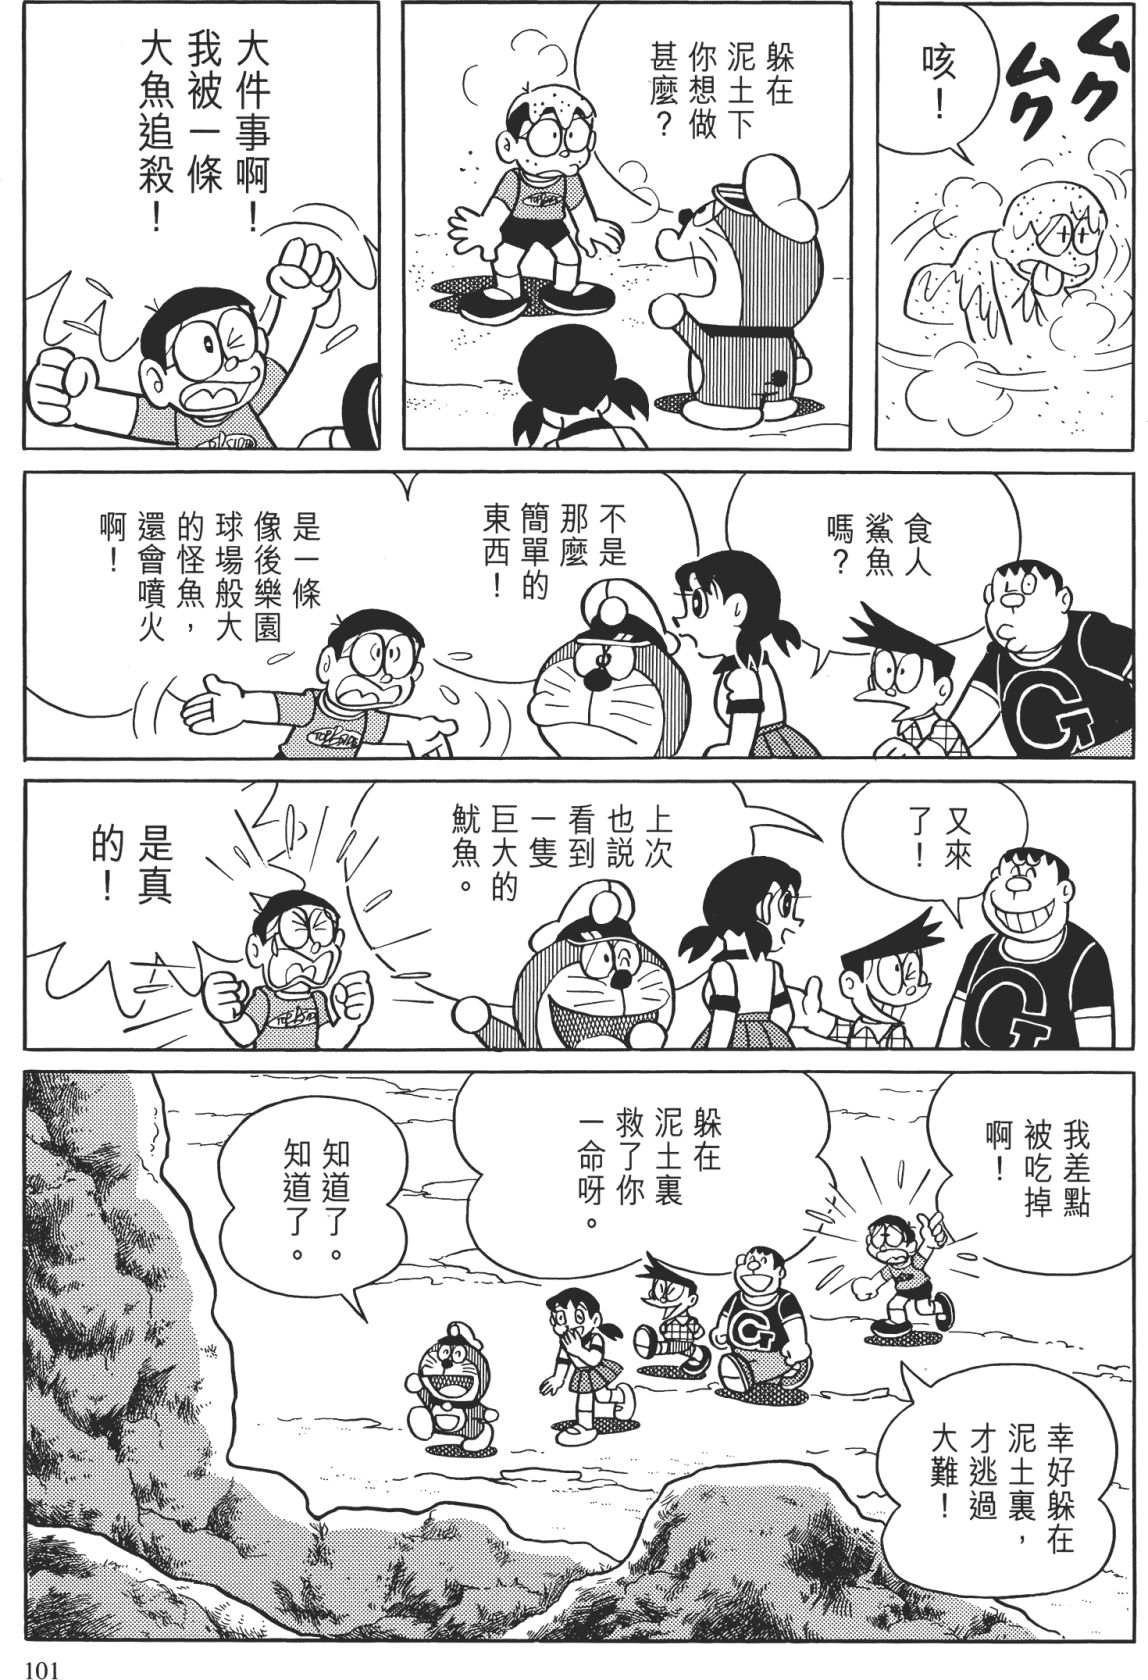 ムクムク
咳！
躲在
泥土下
你想做
甚麼？
大件事啊！
我被一條
大魚追殺！
食人
鯊魚
嗎？
不是
那麼
簡單的
東西！
是一條
像後樂園
球場般大
的怪魚，
還會噴火
啊！
G
又來
了！
上次
也說
看到
一隻
巨大的
魷魚。
是真
的！
G
我差點
被吃掉
啊！
躲在
泥土裏
救了你
一命呀。
知道了。
知道了。
G
幸好躲在
泥土裏，
才逃過
大難！
101